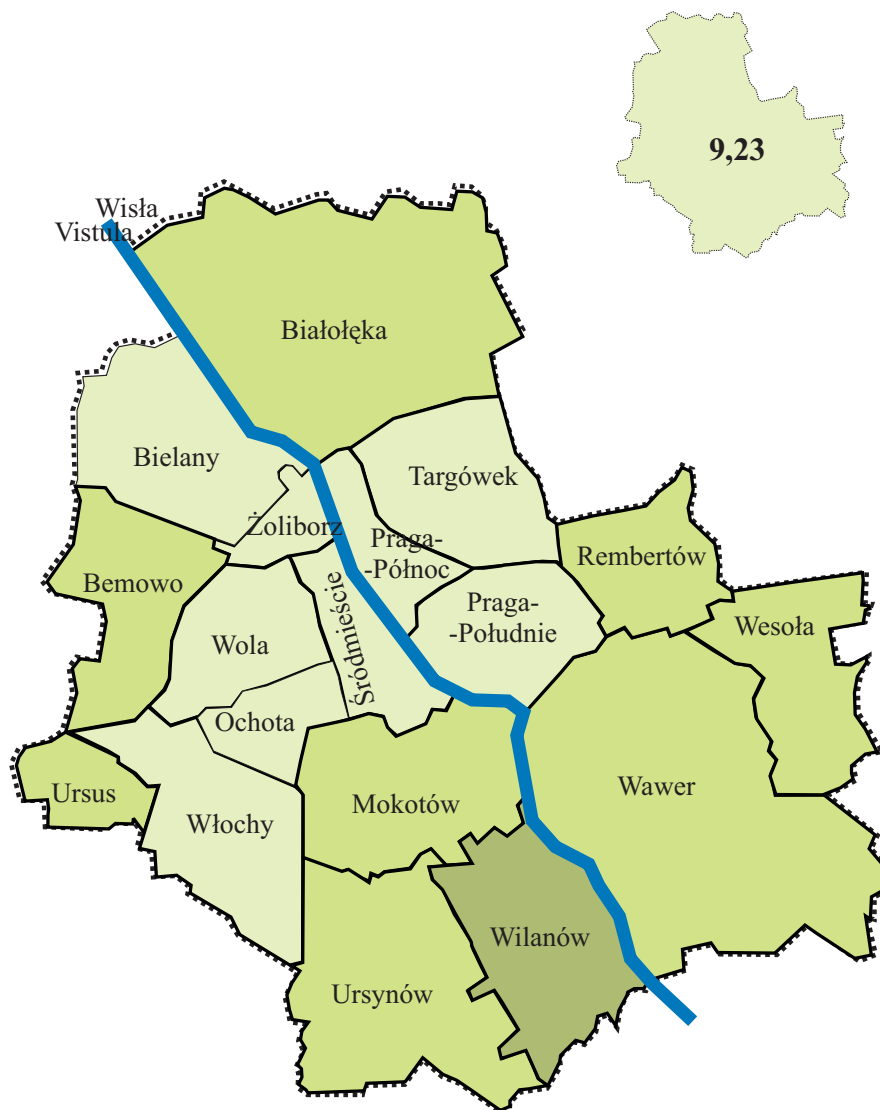 9,23
Wisła
Vistula
Białołęka
Bielany
Targówek
Żoliborz
Praga-
-Północ
Rembertów
Bemowo
Praga-
-Południe
Wesoła
Wola
Śródmieście
Ochota
Ursus
Mokotów
Wawer
Włochy
Wilanów
Ursynów